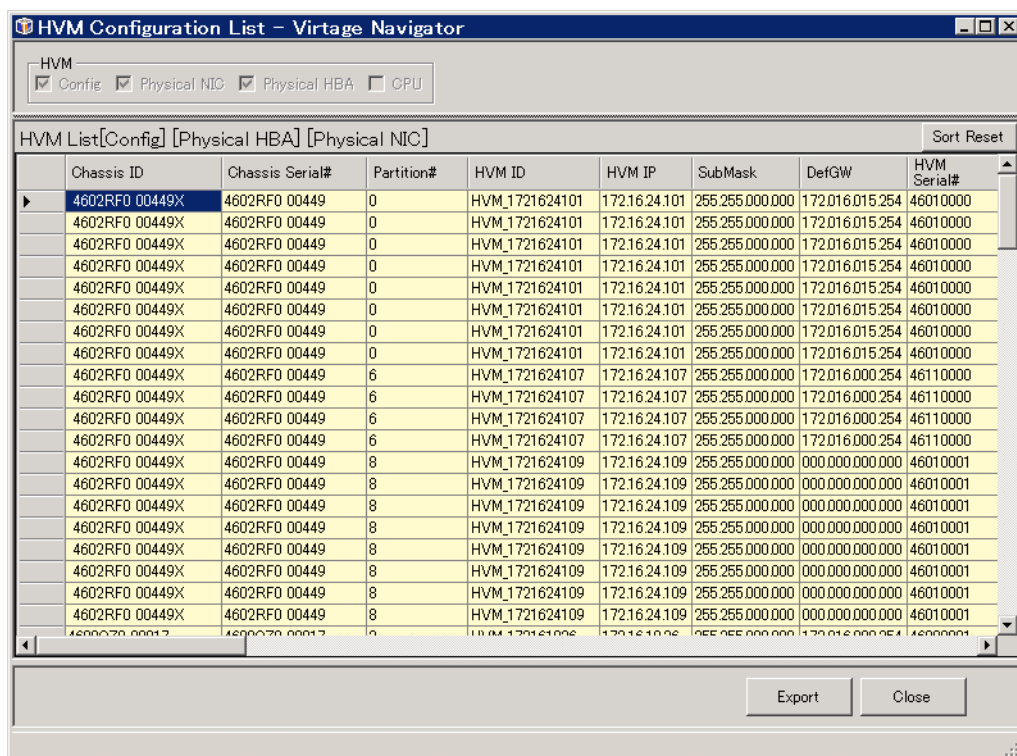 HVM Configuration List – Virtage Navigator
HVM
Config Physical NIC Physical HBA CPU
HVM List[Config] [Physical HBA] [Physical NIC] Sort Reset
Chassis ID Chassis Serial# Partition# HVM ID HVM IP SubMask DefGW HVM Serial#
4602RF0 00449X 4602RF0 00449 0 HVM_1721624101 172.16.24.101 255.255.000.000 172.016.015.254 46010000
4602RF0 00449X 4602RF0 00449 0 HVM_1721624101 172.16.24.101 255.255.000.000 172.016.015.254 46010000
4602RF0 00449X 4602RF0 00449 0 HVM_1721624101 172.16.24.101 255.255.000.000 172.016.015.254 46010000
4602RF0 00449X 4602RF0 00449 0 HVM_1721624101 172.16.24.101 255.255.000.000 172.016.015.254 46010000
4602RF0 00449X 4602RF0 00449 0 HVM_1721624101 172.16.24.101 255.255.000.000 172.016.015.254 46010000
4602RF0 00449X 4602RF0 00449 0 HVM_1721624101 172.16.24.101 255.255.000.000 172.016.015.254 46010000
4602RF0 00449X 4602RF0 00449 0 HVM_1721624101 172.16.24.101 255.255.000.000 172.016.015.254 46010000
4602RF0 00449X 4602RF0 00449 0 HVM_1721624101 172.16.24.101 255.255.000.000 172.016.015.254 46010000
4602RF0 00449X 4602RF0 00449 6 HVM_1721624107 172.16.24.107 255.255.000.000 172.016.000.254 46110000
4602RF0 00449X 4602RF0 00449 6 HVM_1721624107 172.16.24.107 255.255.000.000 172.016.000.254 46110000
4602RF0 00449X 4602RF0 00449 6 HVM_1721624107 172.16.24.107 255.255.000.000 172.016.000.254 46110000
4602RF0 00449X 4602RF0 00449 6 HVM_1721624107 172.16.24.107 255.255.000.000 172.016.000.254 46110000
4602RF0 00449X 4602RF0 00449 8 HVM_1721624109 172.16.24.109 255.255.000.000 000.000.000.000 46010001
4602RF0 00449X 4602RF0 00449 8 HVM_1721624109 172.16.24.109 255.255.000.000 000.000.000.000 46010001
4602RF0 00449X 4602RF0 00449 8 HVM_1721624109 172.16.24.109 255.255.000.000 000.000.000.000 46010001
4602RF0 00449X 4602RF0 00449 8 HVM_1721624109 172.16.24.109 255.255.000.000 000.000.000.000 46010001
4602RF0 00449X 4602RF0 00449 8 HVM_1721624109 172.16.24.109 255.255.000.000 000.000.000.000 46010001
4602RF0 00449X 4602RF0 00449 8 HVM_1721624109 172.16.24.109 255.255.000.000 000.000.000.000 46010001
4602RF0 00449X 4602RF0 00449 8 HVM_1721624109 172.16.24.109 255.255.000.000 000.000.000.000 46010001
4602RF0 00449X 4602RF0 00449 8 HVM_1721624109 172.16.24.109 255.255.000.000 000.000.000.000 46010001
Export Close